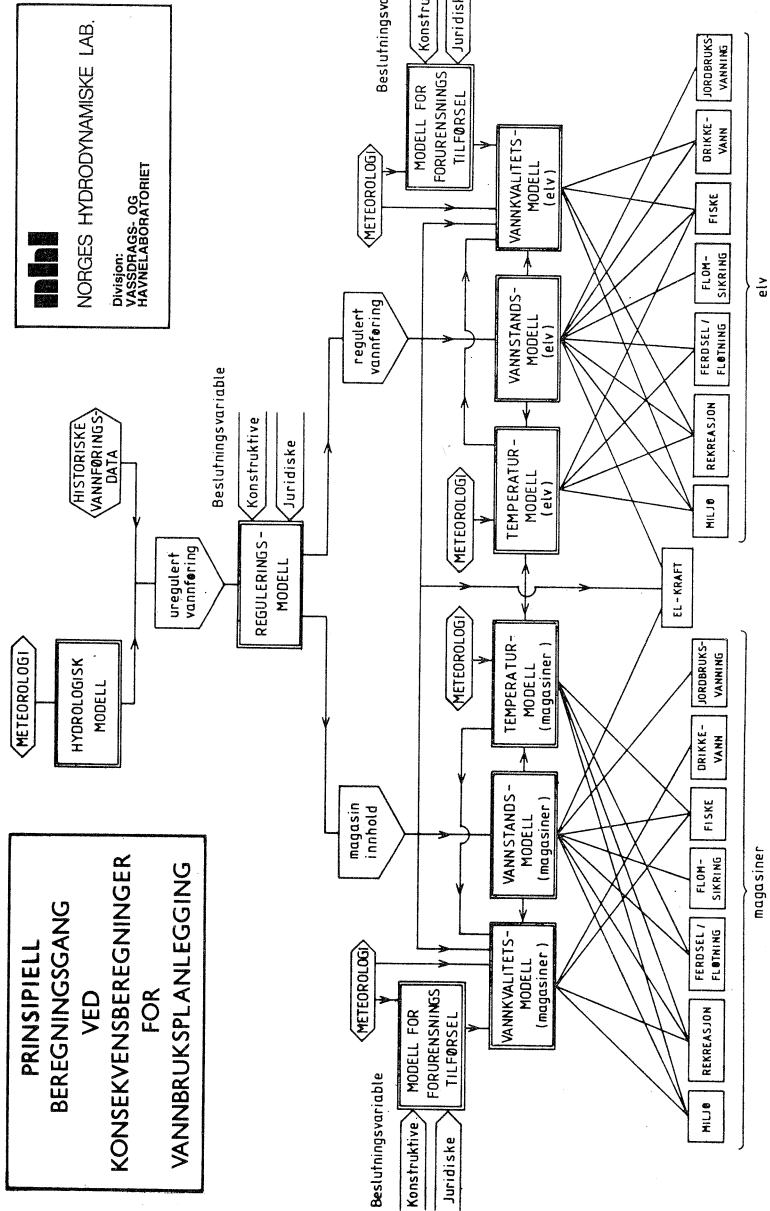 PRINSIPIELL
BEREGNINGSGANG
VED
KONSEKVENSBEREGNINGER
FOR
VANNBRUKSPLANLEGGING
nhl
NORGES HYDRODYNAMISKE LAB.
Divisjon:
VASSDRAGS- OG
HAVNELABORATORIET
METEOROLOGI
HYDROLOGISK
MODELL
HISTORISKE
VANNFØRINGS-
DATA
uregulert
vannføring
REGULERINGS-
MODELL
Beslutningsvariable
Konstruktive
Juridiske
magasin
innhold
regulert
vannføring
Beslutningsvariable
Konstruktive
Juridiske
METEOROLOGI
MODELL FOR
FORURENSNINGS
TILFØRSEL
VANNKVALITETS-
MODELL
(magasiner)
VANNSTANDS-
MODELL
(magasiner)
METEOROLOGI
TEMPERATUR-
MODELL
(magasiner)
METEOROLOGI
TEMPERATUR-
MODELL
(elv)
VANNSTANDS-
MODELL
(elv)
METEOROLOGI
VANNKVALITETS-
MODELL
(elv)
MODELL FOR
FORURENSNINGS
TILFØRSEL
Beslutningsva
Konstru
Juridisk
MILJØ
REKREASJON
FERDSEL/
FLØTNING
FLOM-
SIKRING
FISKE
DRIKKE-
VANN
JORDBRUKS-
VANNING
magasiner
EL-KRAFT
MILJØ
REKREASJON
FERDSEL/
FLØTNING
FLOM-
SIKRING
FISKE
DRIKKE-
VANN
JORDBRUKS-
VANNING
elv